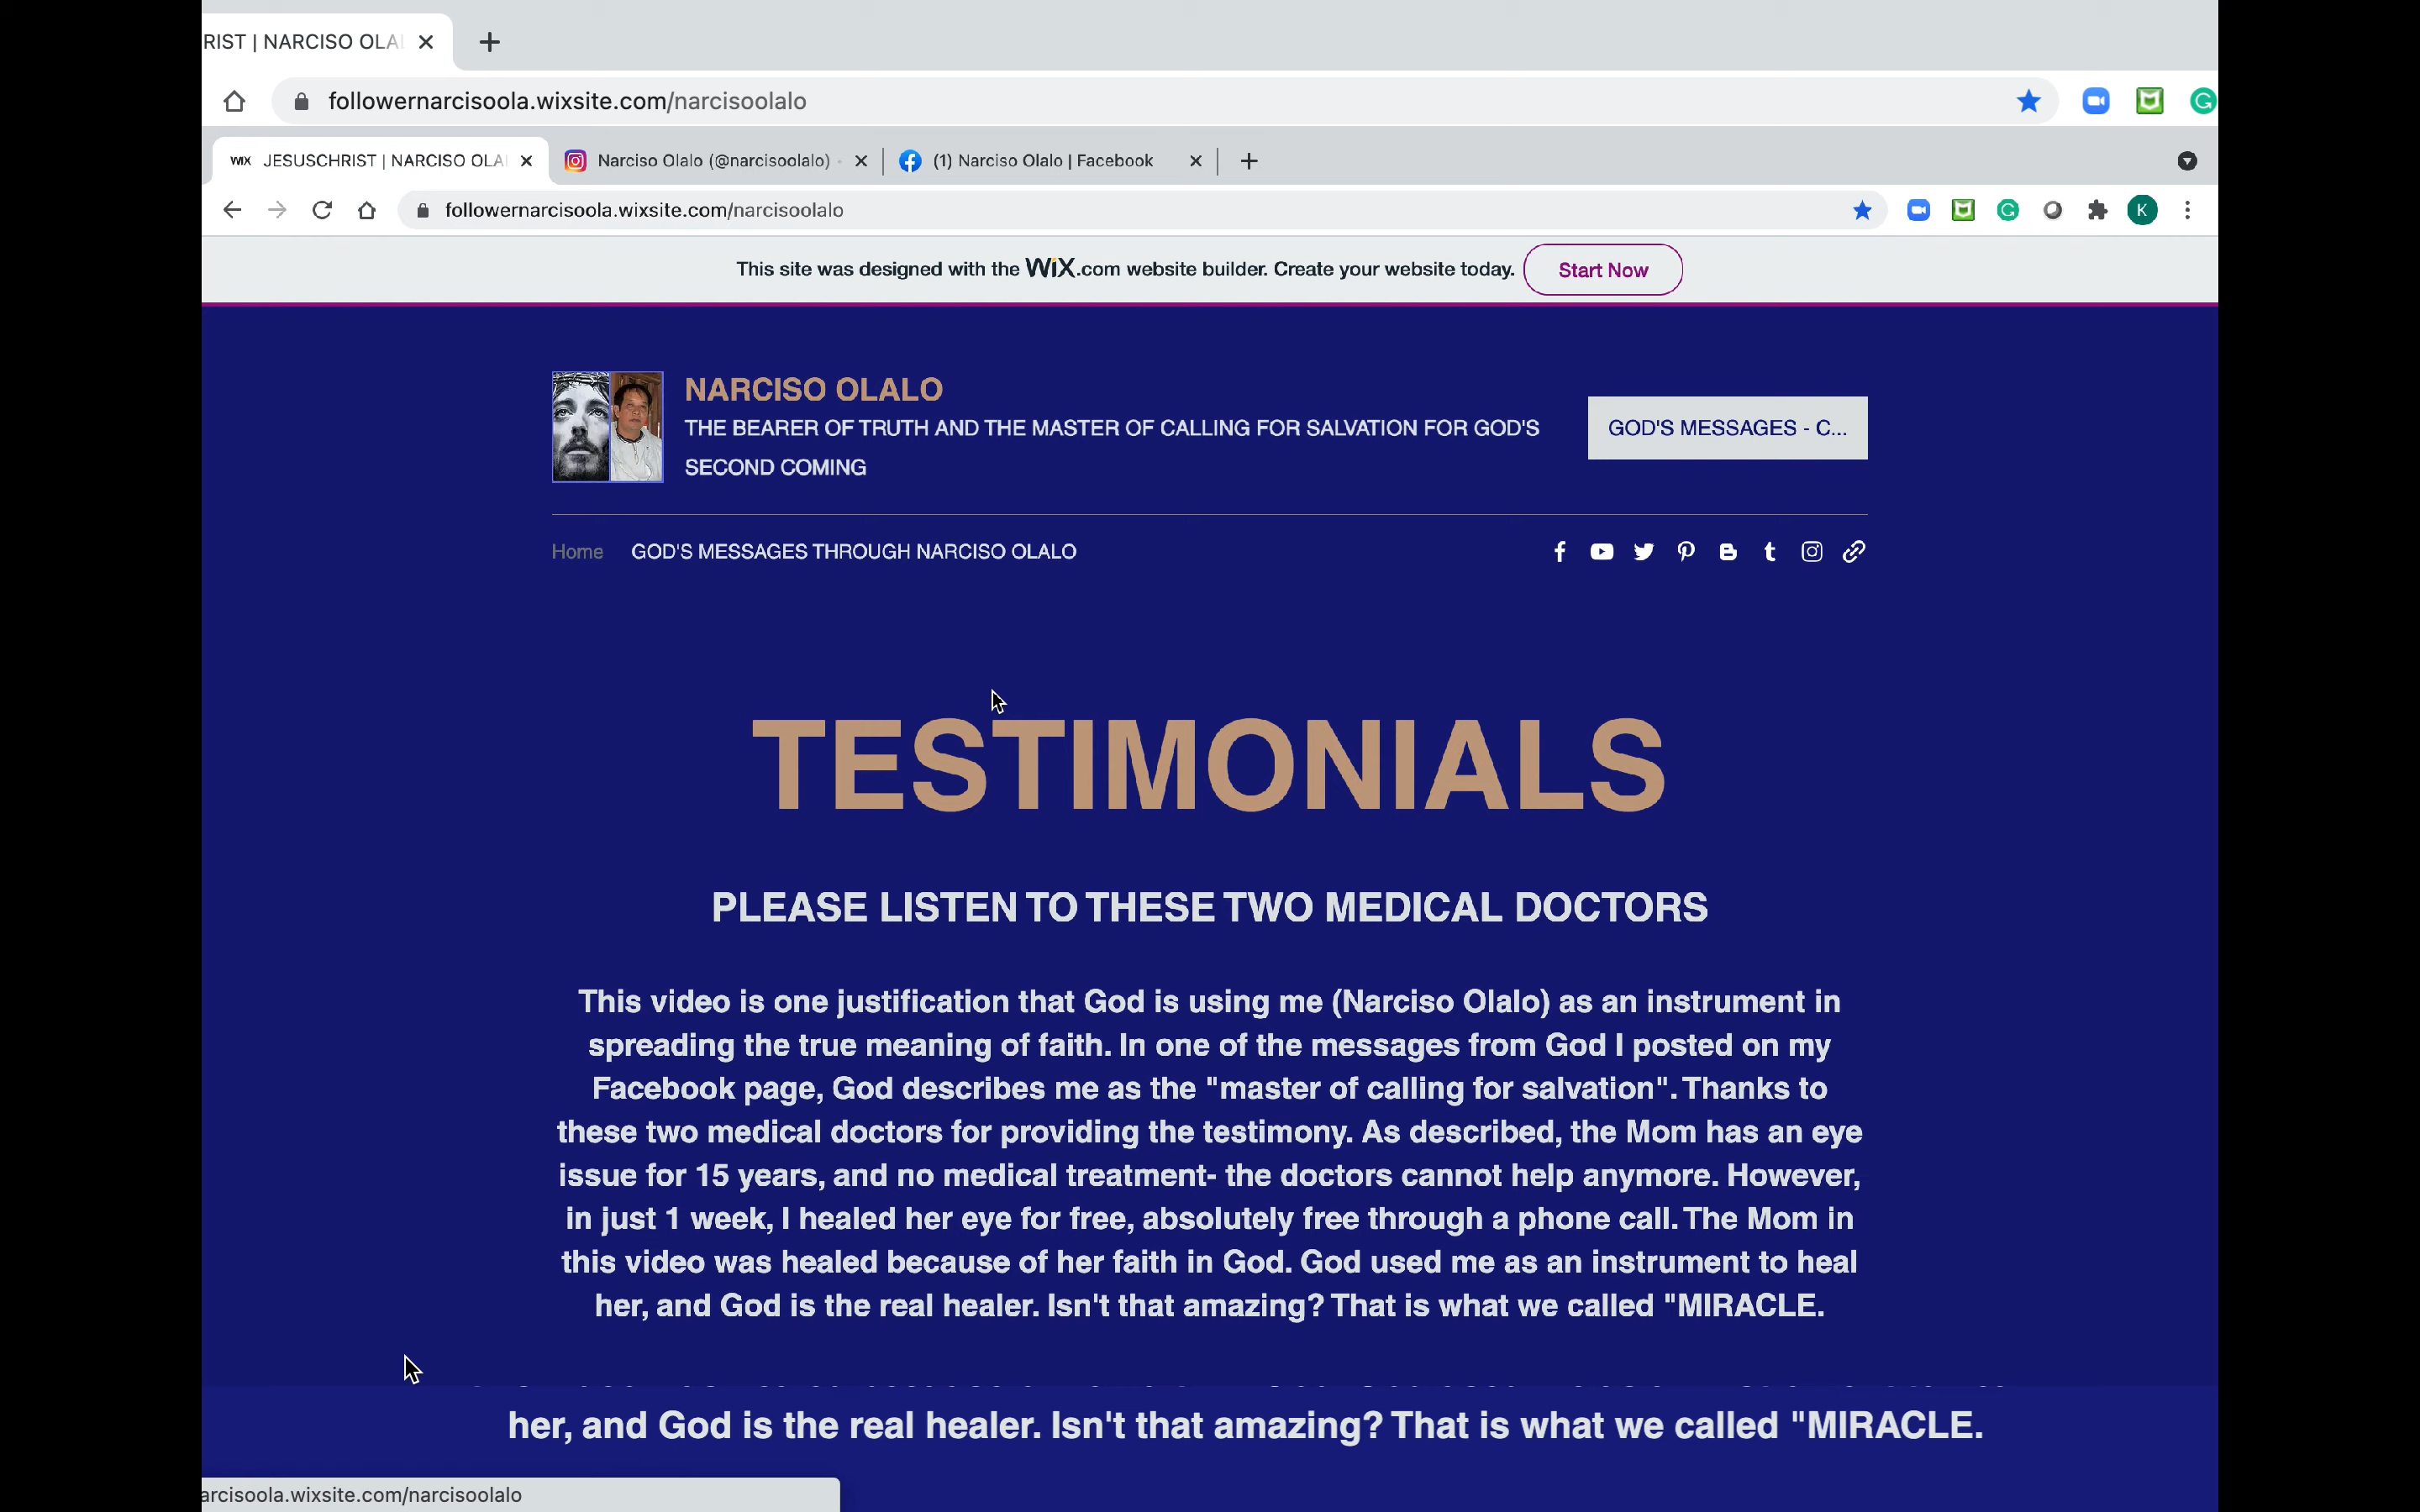 RIST | NARCISO OLA
followernarcisoola.wixsite.com/narcisoolalo
WiX JESUSCHRIST | NARCISO OLA
Narciso Olalo (@narcisoolalo)
(1) Narciso Olalo | Facebook
followernarcisoola.wixsite.com/narcisoolalo
K
This site was designed with the WiX.com website builder. Create your website today.
Start Now
NARCISO OLALO
THE BEARER OF TRUTH AND THE MASTER OF CALLING FOR SALVATION FOR GOD'S
SECOND COMING
GOD'S MESSAGES - C...
Home
GOD'S MESSAGES THROUGH NARCISO OLALO
TESTIMONIALS
PLEASE LISTEN TO THESE TWO MEDICAL DOCTORS
This video is one justification that God is using me (Narciso Olalo) as an instrument in
spreading the true meaning of faith. In one of the messages from God I posted on my
Facebook page, God describes me as the "master of calling for salvation". Thanks to
these two medical doctors for providing the testimony. As described, the Mom has an eye
issue for 15 years, and no medical treatment- the doctors cannot help anymore. However,
in just 1 week, I healed her eye for free, absolutely free through a phone call. The Mom in
this video was healed because of her faith in God. God used me as an instrument to heal
her, and God is the real healer. Isn't that amazing? That is what we called "MIRACLE.
her, and God is the real healer. Isn't that amazing? That is what we called "MIRACLE.
arcisoola.wixsite.com/narcisoolalo